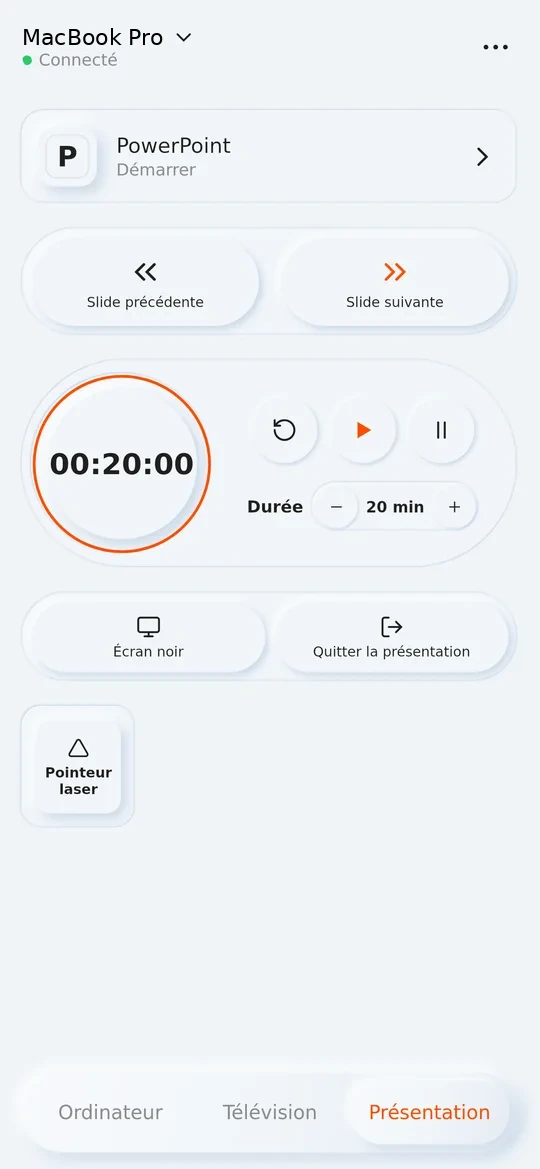 MacBook Pro
Connecté
P
PowerPoint
Démarrer
Slide précédente
Slide suivante
00:20:00
Durée
− 20 min +
Écran noir
Quitter la présentation
Pointeur
laser
Ordinateur
Télévision
Présentation